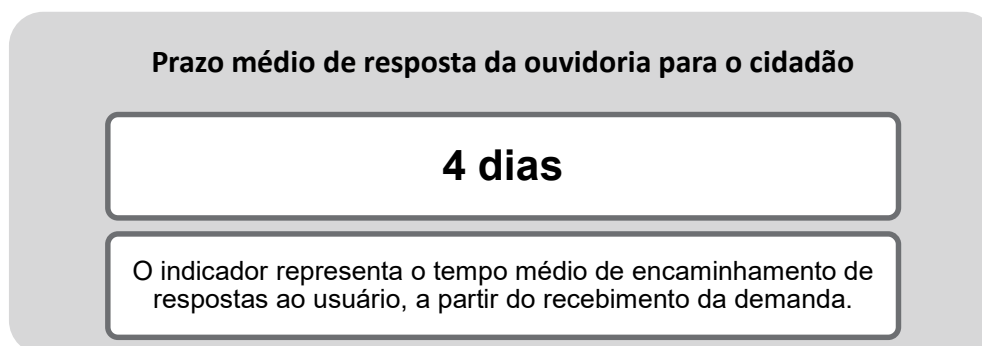 Prazo médio de resposta da ouvidoria para o cidadão
4 dias
O indicador representa o tempo médio de encaminhamento de
respostas ao usuário, a partir do recebimento da demanda.